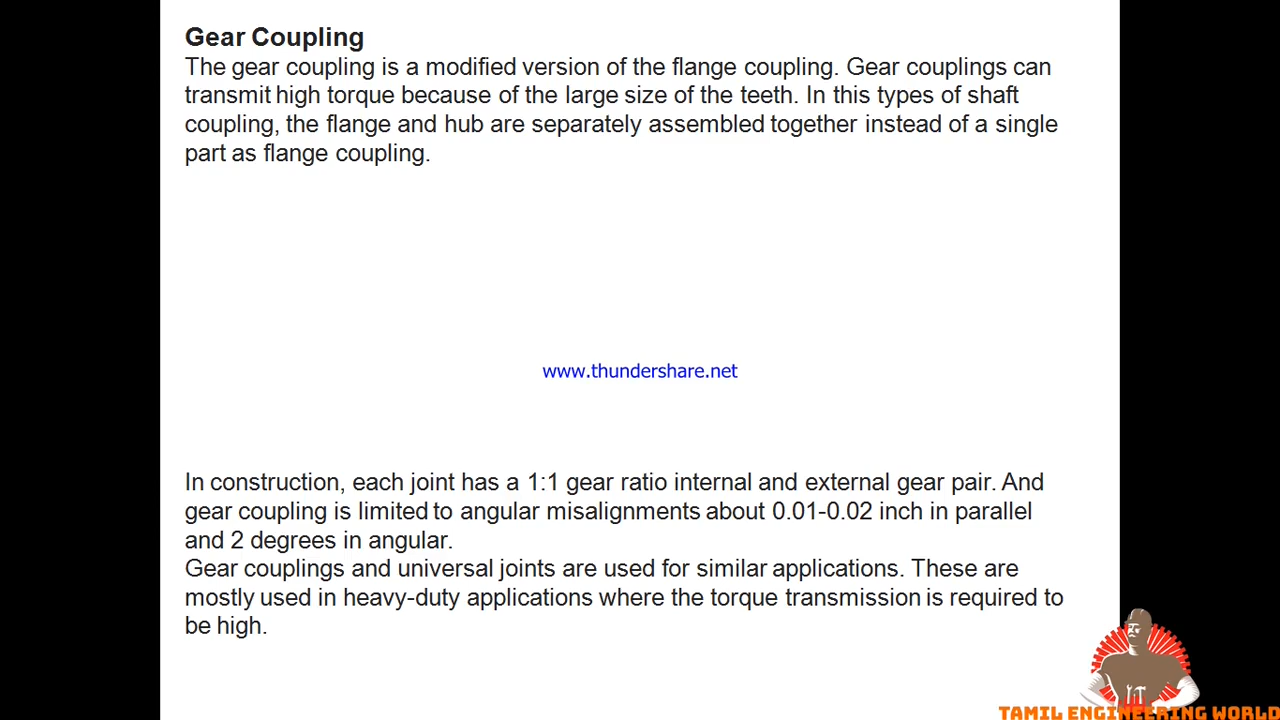 Gear Coupling
The gear coupling is a modified version of the flange coupling. Gear couplings can
transmit high torque because of the large size of the teeth. In this types of shaft
coupling, the flange and hub are separately assembled together instead of a single
part as flange coupling.
www.thundershare.net
In construction, each joint has a 1:1 gear ratio internal and external gear pair. And
gear coupling is limited to angular misalignments about 0.01-0.02 inch in parallel
and 2 degrees in angular.
Gear couplings and universal joints are used for similar applications. These are
mostly used in heavy-duty applications where the torque transmission is required to
be high.
TAMIL ENGINEERING WORLD